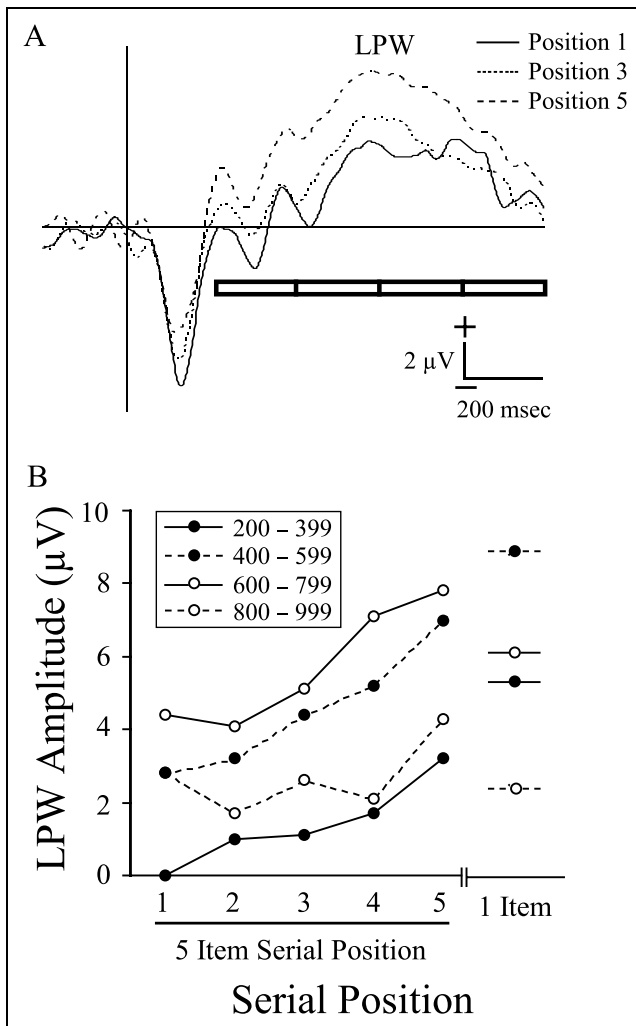 A
LPW
Position 1
Position 3
Position 5
+
2 µV
200 msec
B
LPW Amplitude (µV)
10
8
6
4
2
0
200 – 399
400 – 599
600 – 799
800 – 999
1 2 3 4 5 1 Item
5 Item Serial Position
Serial Position